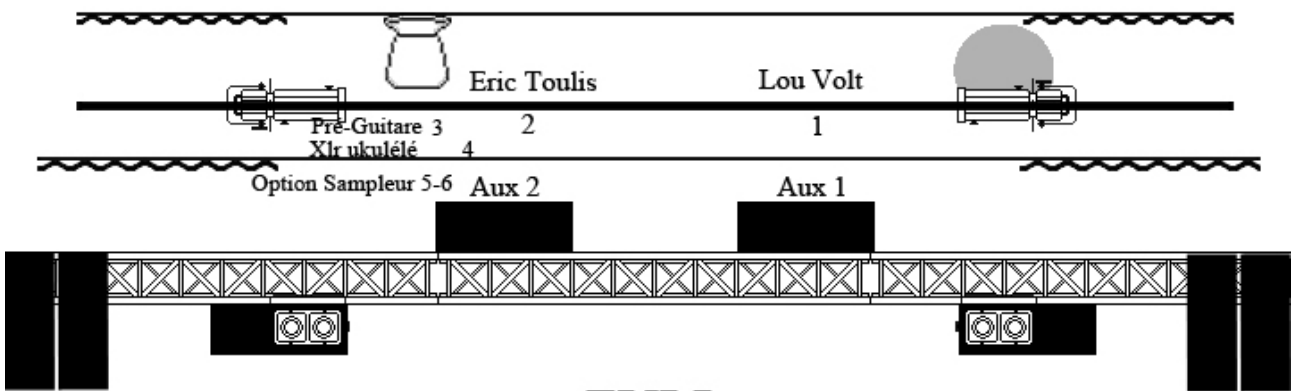 Eric Toulis Lou Volt
Pré-Guitare 3 2 1
Xlr ukulélé 4
Option Sampleur 5-6 Aux 2 Aux 1